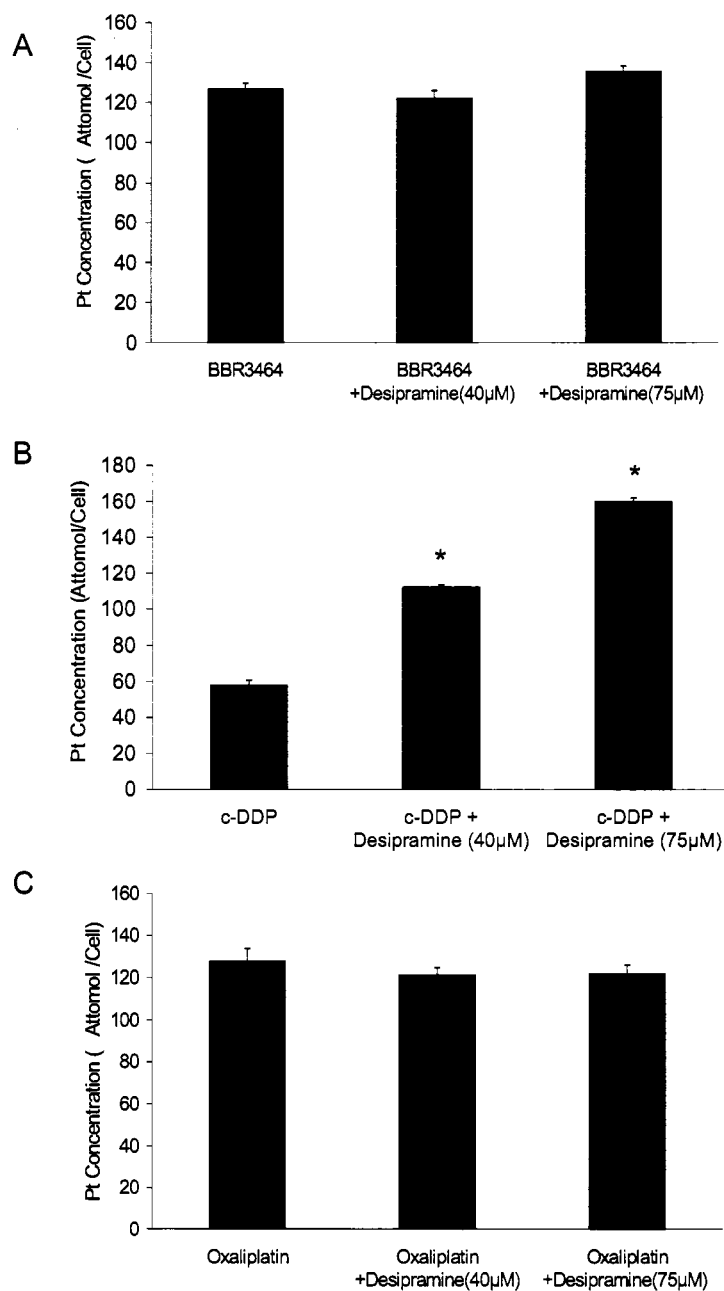 A
Pt Concentration ( Attomol /Cell)
160
140
120
100
80
60
40
20
0
BBR3464
BBR3464
+Desipramine(40µM)
BBR3464
+Desipramine(75µM)
B
Pt Concentration (Attomol/Cell)
180
160
140
120
100
80
60
40
20
0
*
*
c-DDP
c-DDP +
Desipramine (40µM)
c-DDP +
Desipramine (75µM)
C
Pt Concentration ( Attomol /Cell)
160
140
120
100
80
60
40
20
0
Oxaliplatin
Oxaliplatin
+Desipramine(40µM)
Oxaliplatin
+Desipramine(75µM)